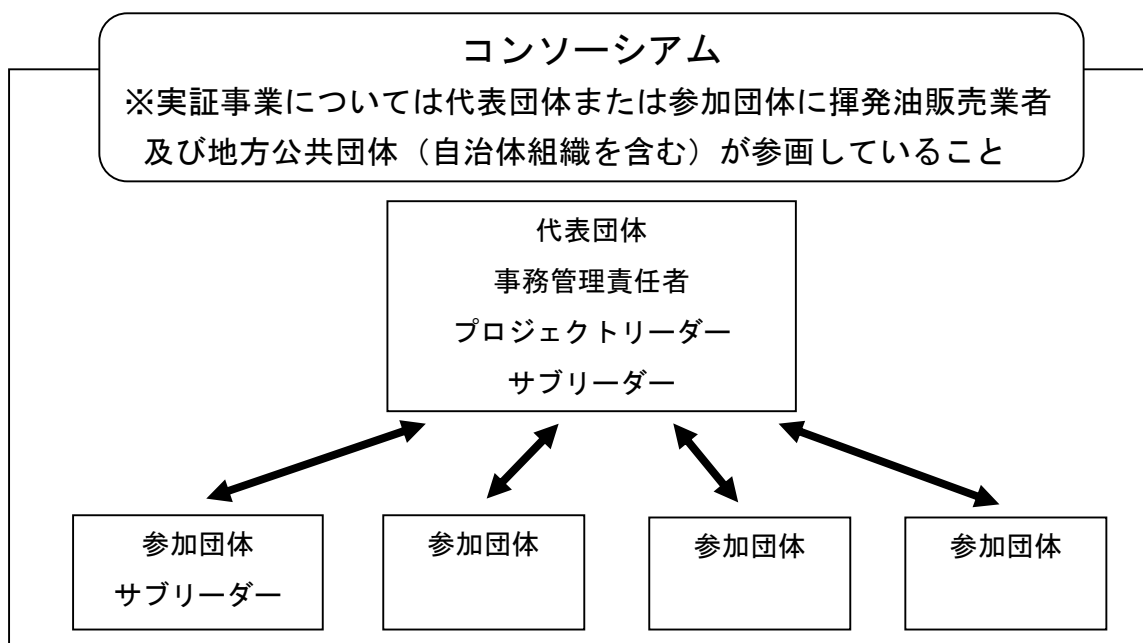 コンソーシアム
※実証事業については代表団体または参加団体に揮発油販売業者
及び地方公共団体（自治体組織を含む）が参画していること
代表団体
事務管理責任者
プロジェクトリーダー
サブリーダー
参加団体
サブリーダー
参加団体
参加団体
参加団体